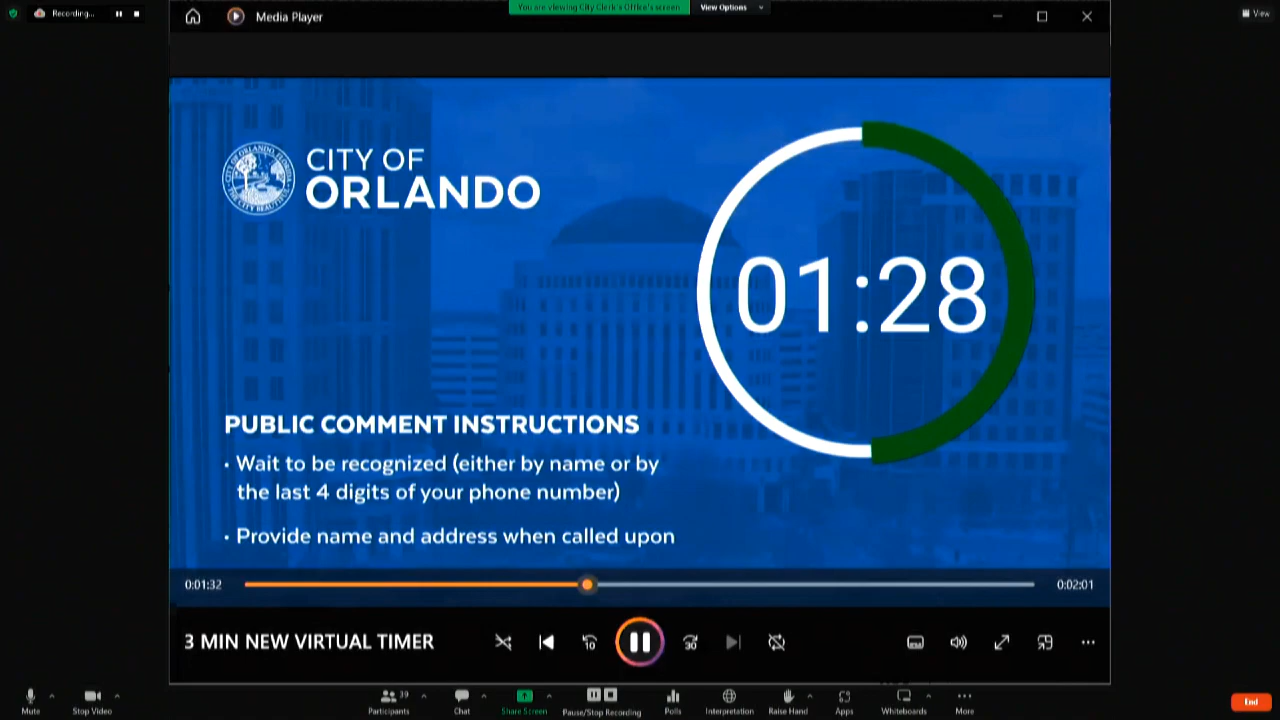 Recording...
Media Player
You are viewing City Clerk's Office's screen
View Options
View
CITY OF
ORLANDO
01:28
PUBLIC COMMENT INSTRUCTIONS
• Wait to be recognized (either by name or by
the last 4 digits of your phone number)
• Provide name and address when called upon
0:01:32
0:02:01
3 MIN NEW VIRTUAL TIMER
10
30
Mute
Stop Video
39
Participants
Chat
Share Screen
Pause/Stop Recording
Polls
Interpretation
Raise Hand
Apps
Whiteboards
More
End